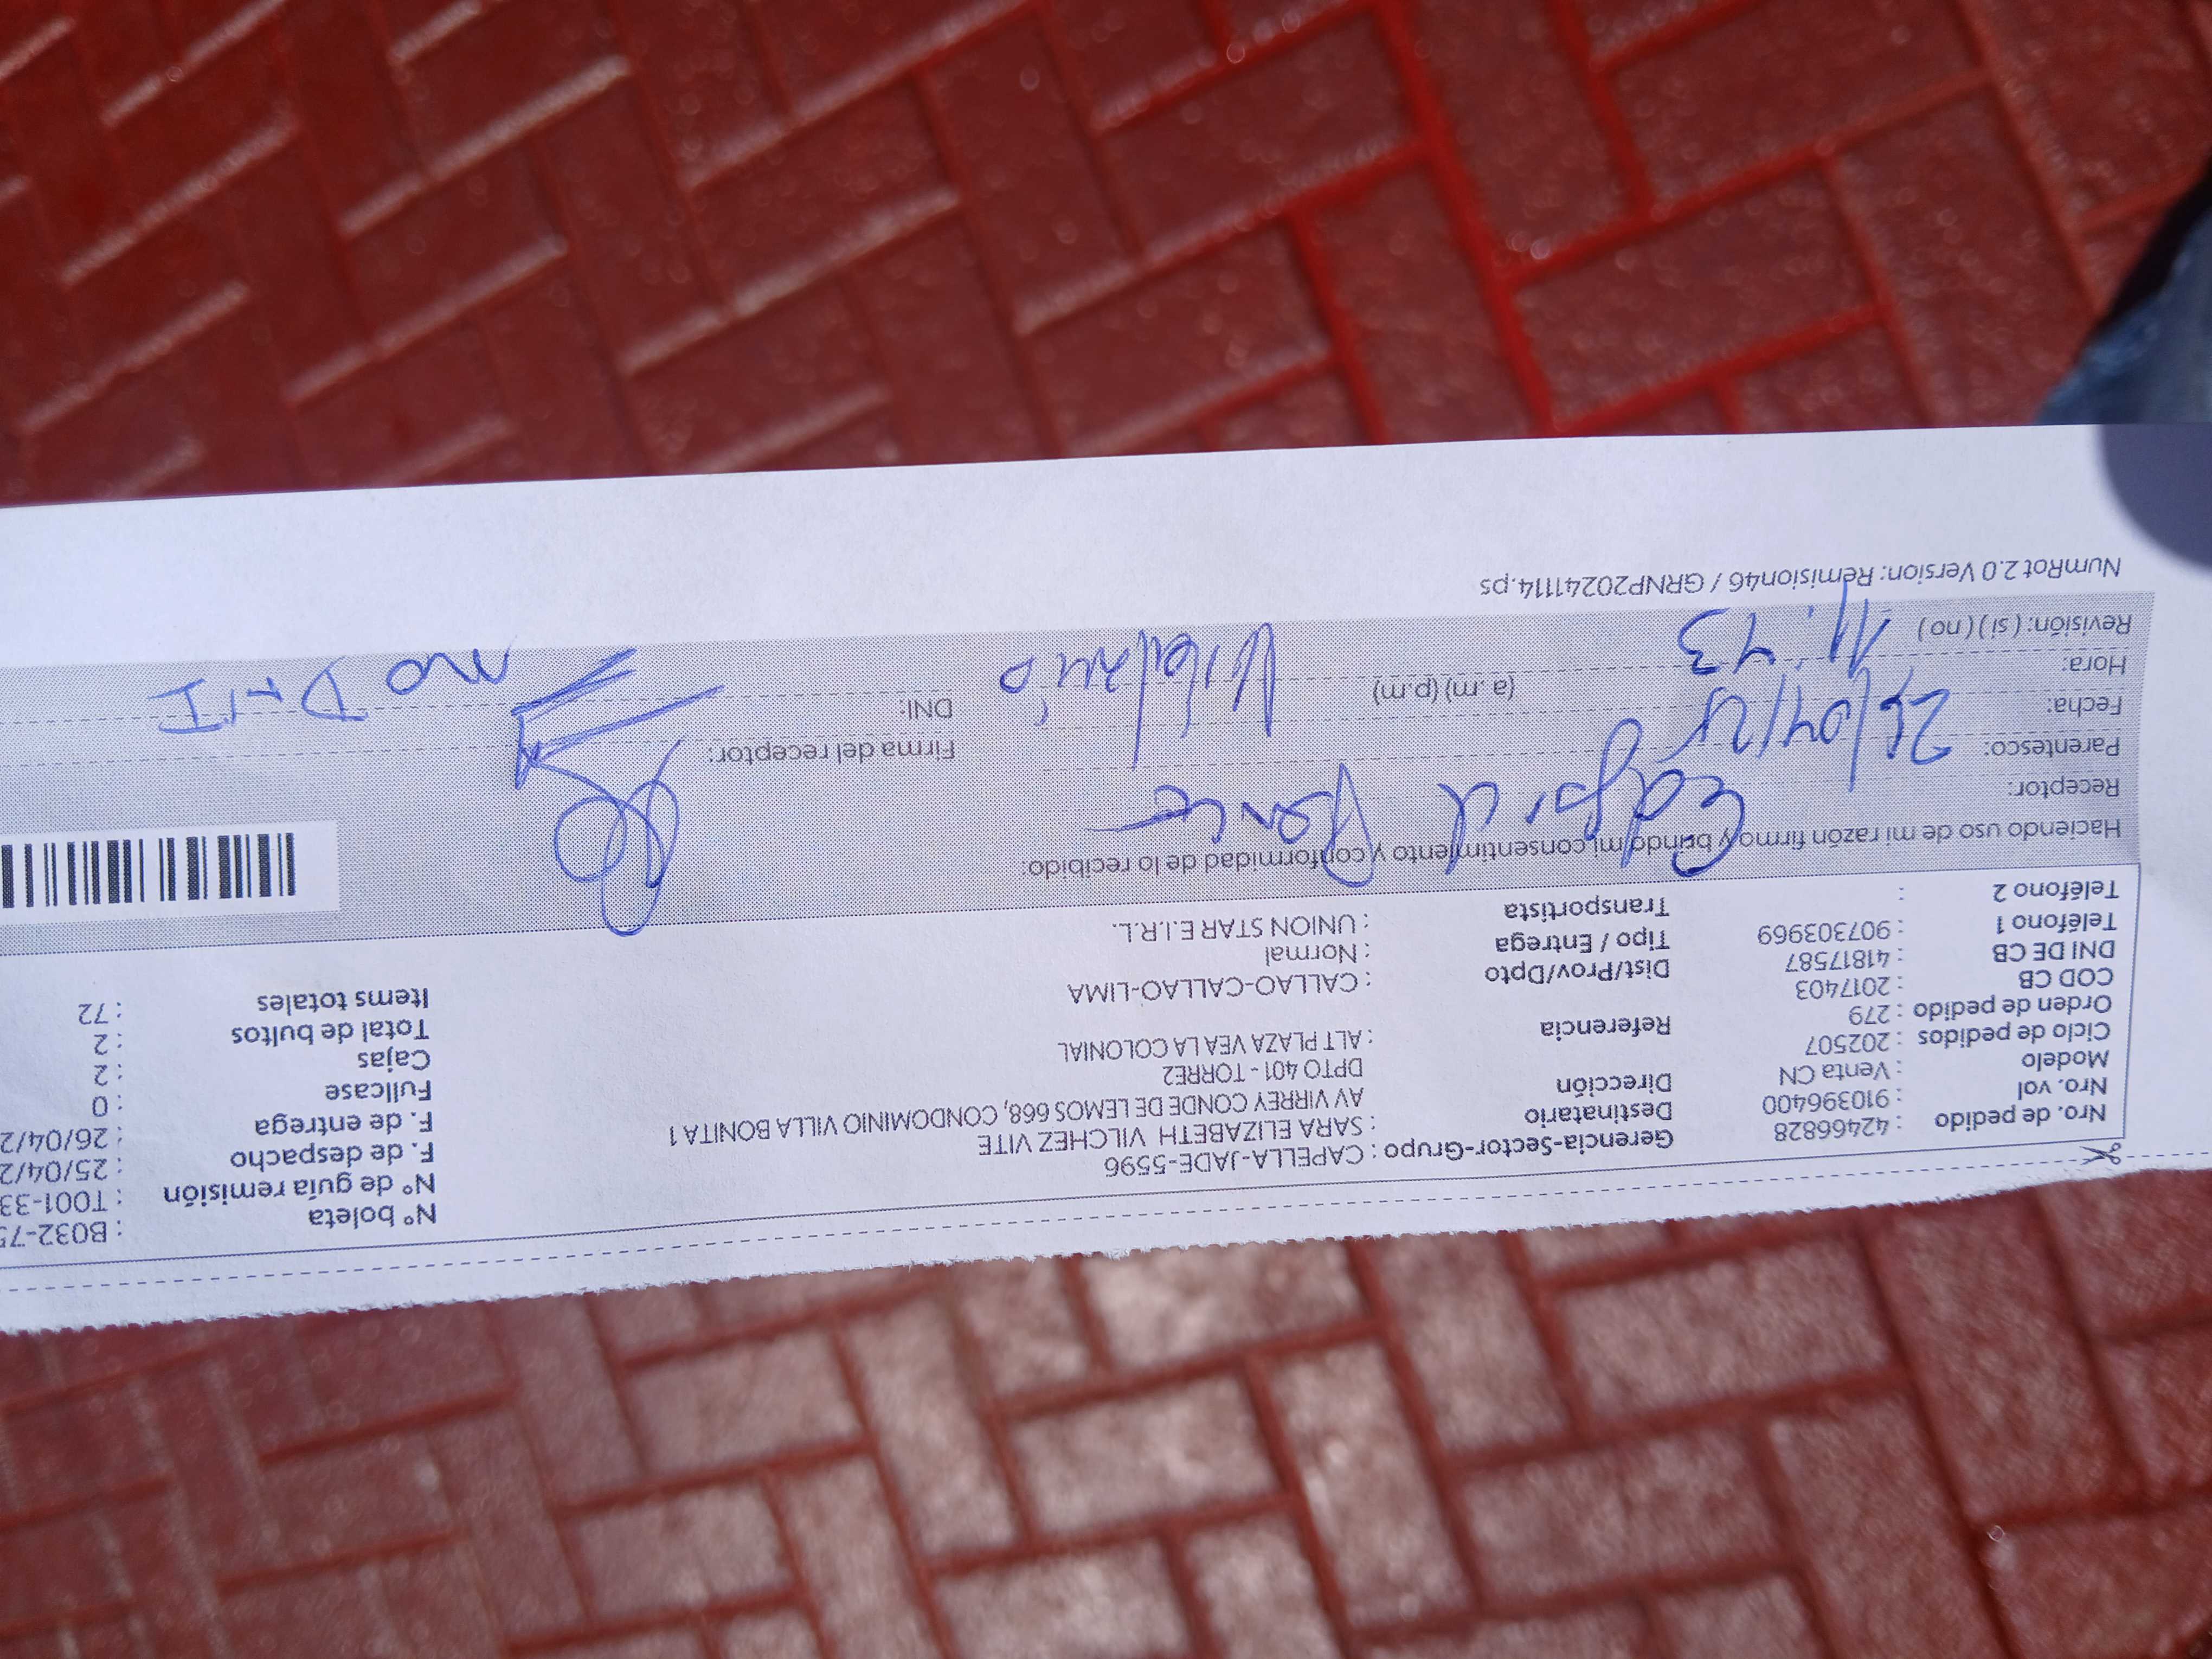 Nº boleta : B032-75
Nº de guía remisión : T001-33
F. de despacho : 25/04/2
F. de entrega : 26/04/2
Fullcase : 0
Cajas : 2
Total de bultos : 2
Items totales : 72
Gerencia-Sector-Grupo : CAPELLA-JADE-5596
Destinatario : SARA ELIZABETH VILCHEZ VITE
Dirección AV VIRREY CONDE DE LEMOS 668, CONDOMINIO VILLA BONITA 1
DPTO 401 - TORRE2
Referencia : ALT PLAZA VEA LA COLONIAL
Dist/Prov/Dpto : CALLAO-CALLAO-LIMA
Tipo / Entrega : Normal
Transportista : UNION STAR E.I.R.L.
Nro. de pedido : 42466828
Nro. vol : 910396400
Modelo : Venta CN
Ciclo de pedidos : 202507
Orden de pedido : 279
COD CB : 2017403
DNI DE CB : 41817587
Teléfono 1 : 907303969
Teléfono 2 :
Haciendo uso de mi razón firmo y brindo mi consentimiento y conformidad de lo recibido:
Receptor: Ponce
Parentesco:
Firma del receptor:
Fecha: 26/04/25
DNI: no DNI
Hora: 11:43 (a.m) (p.m)
Revisión: (si) (no)
NumRot 2.0 Version: Remision46 / GRNP20241114.ps